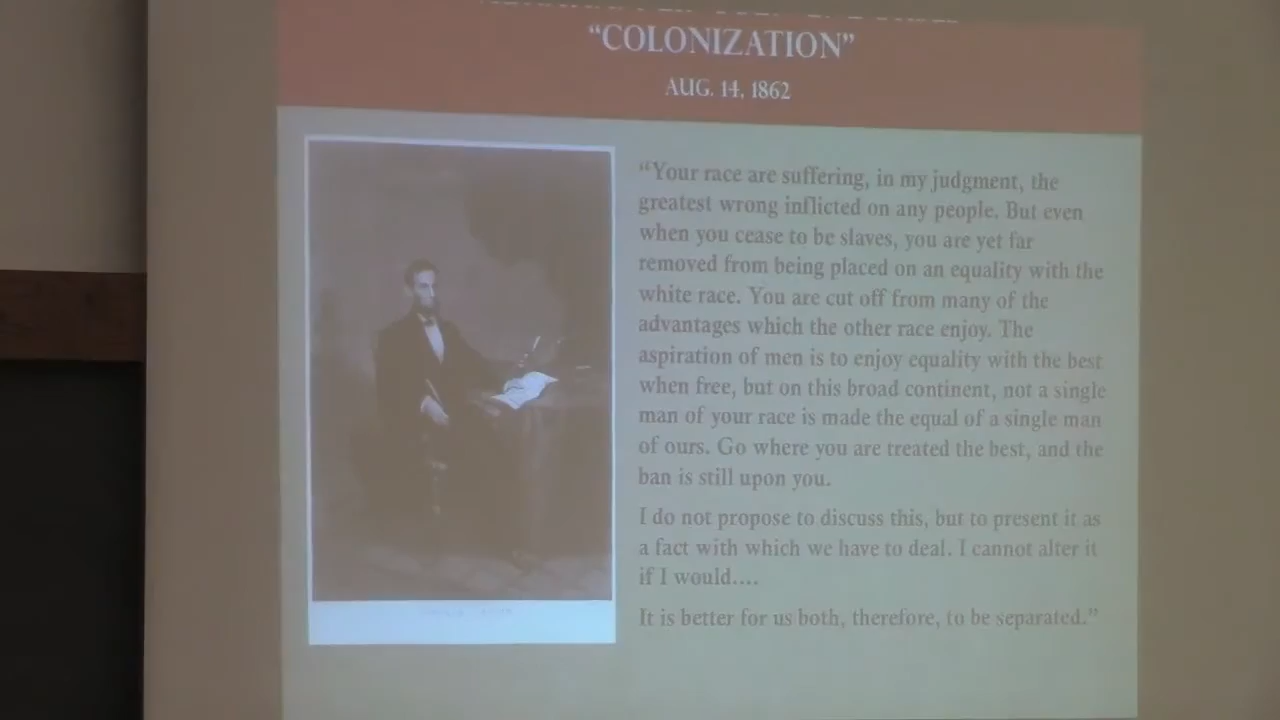 “COLONIZATION”
AUG. 14, 1862
“Your race are suffering, in my judgment, the
greatest wrong inflicted on any people. But even
when you cease to be slaves, you are yet far
removed from being placed on an equality with the
white race. You are cut off from many of the
advantages which the other race enjoy. The
aspiration of men is to enjoy equality with the best
when free, but on this broad continent, not a single
man of your race is made the equal of a single man
of ours. Go where you are treated the best, and the
ban is still upon you.
I do not propose to discuss this, but to present it as
a fact with which we have to deal. I cannot alter it
if I would....
It is better for us both, therefore, to be separated.”